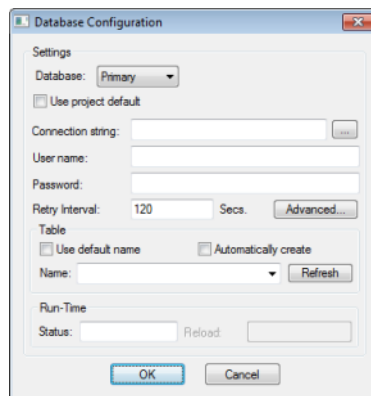 Database Configuration
Settings
Database: Primary
Use project default
Connection string: ...
User name:
Password:
Retry Interval: 120 Secs. Advanced...
Table
Use default name Automatically create
Name: Refresh
Run-Time
Status: Reload:
OK Cancel